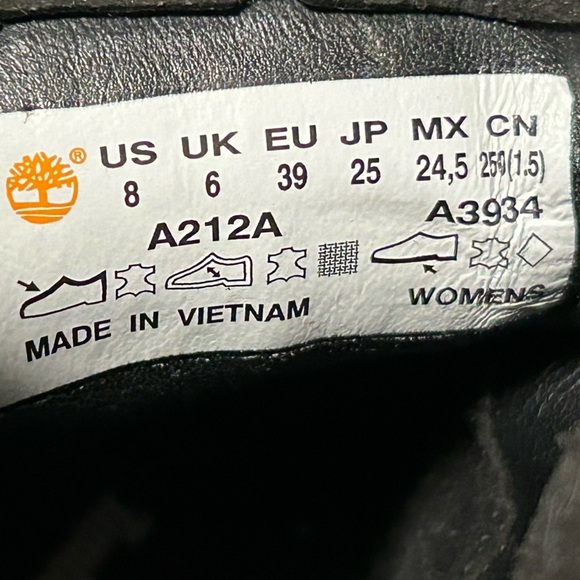 ® US UK EU JP MX CN
8 6 39 25 24,5 250(1.5)
A212A A3934
WOMENS
MADE IN VIETNAM